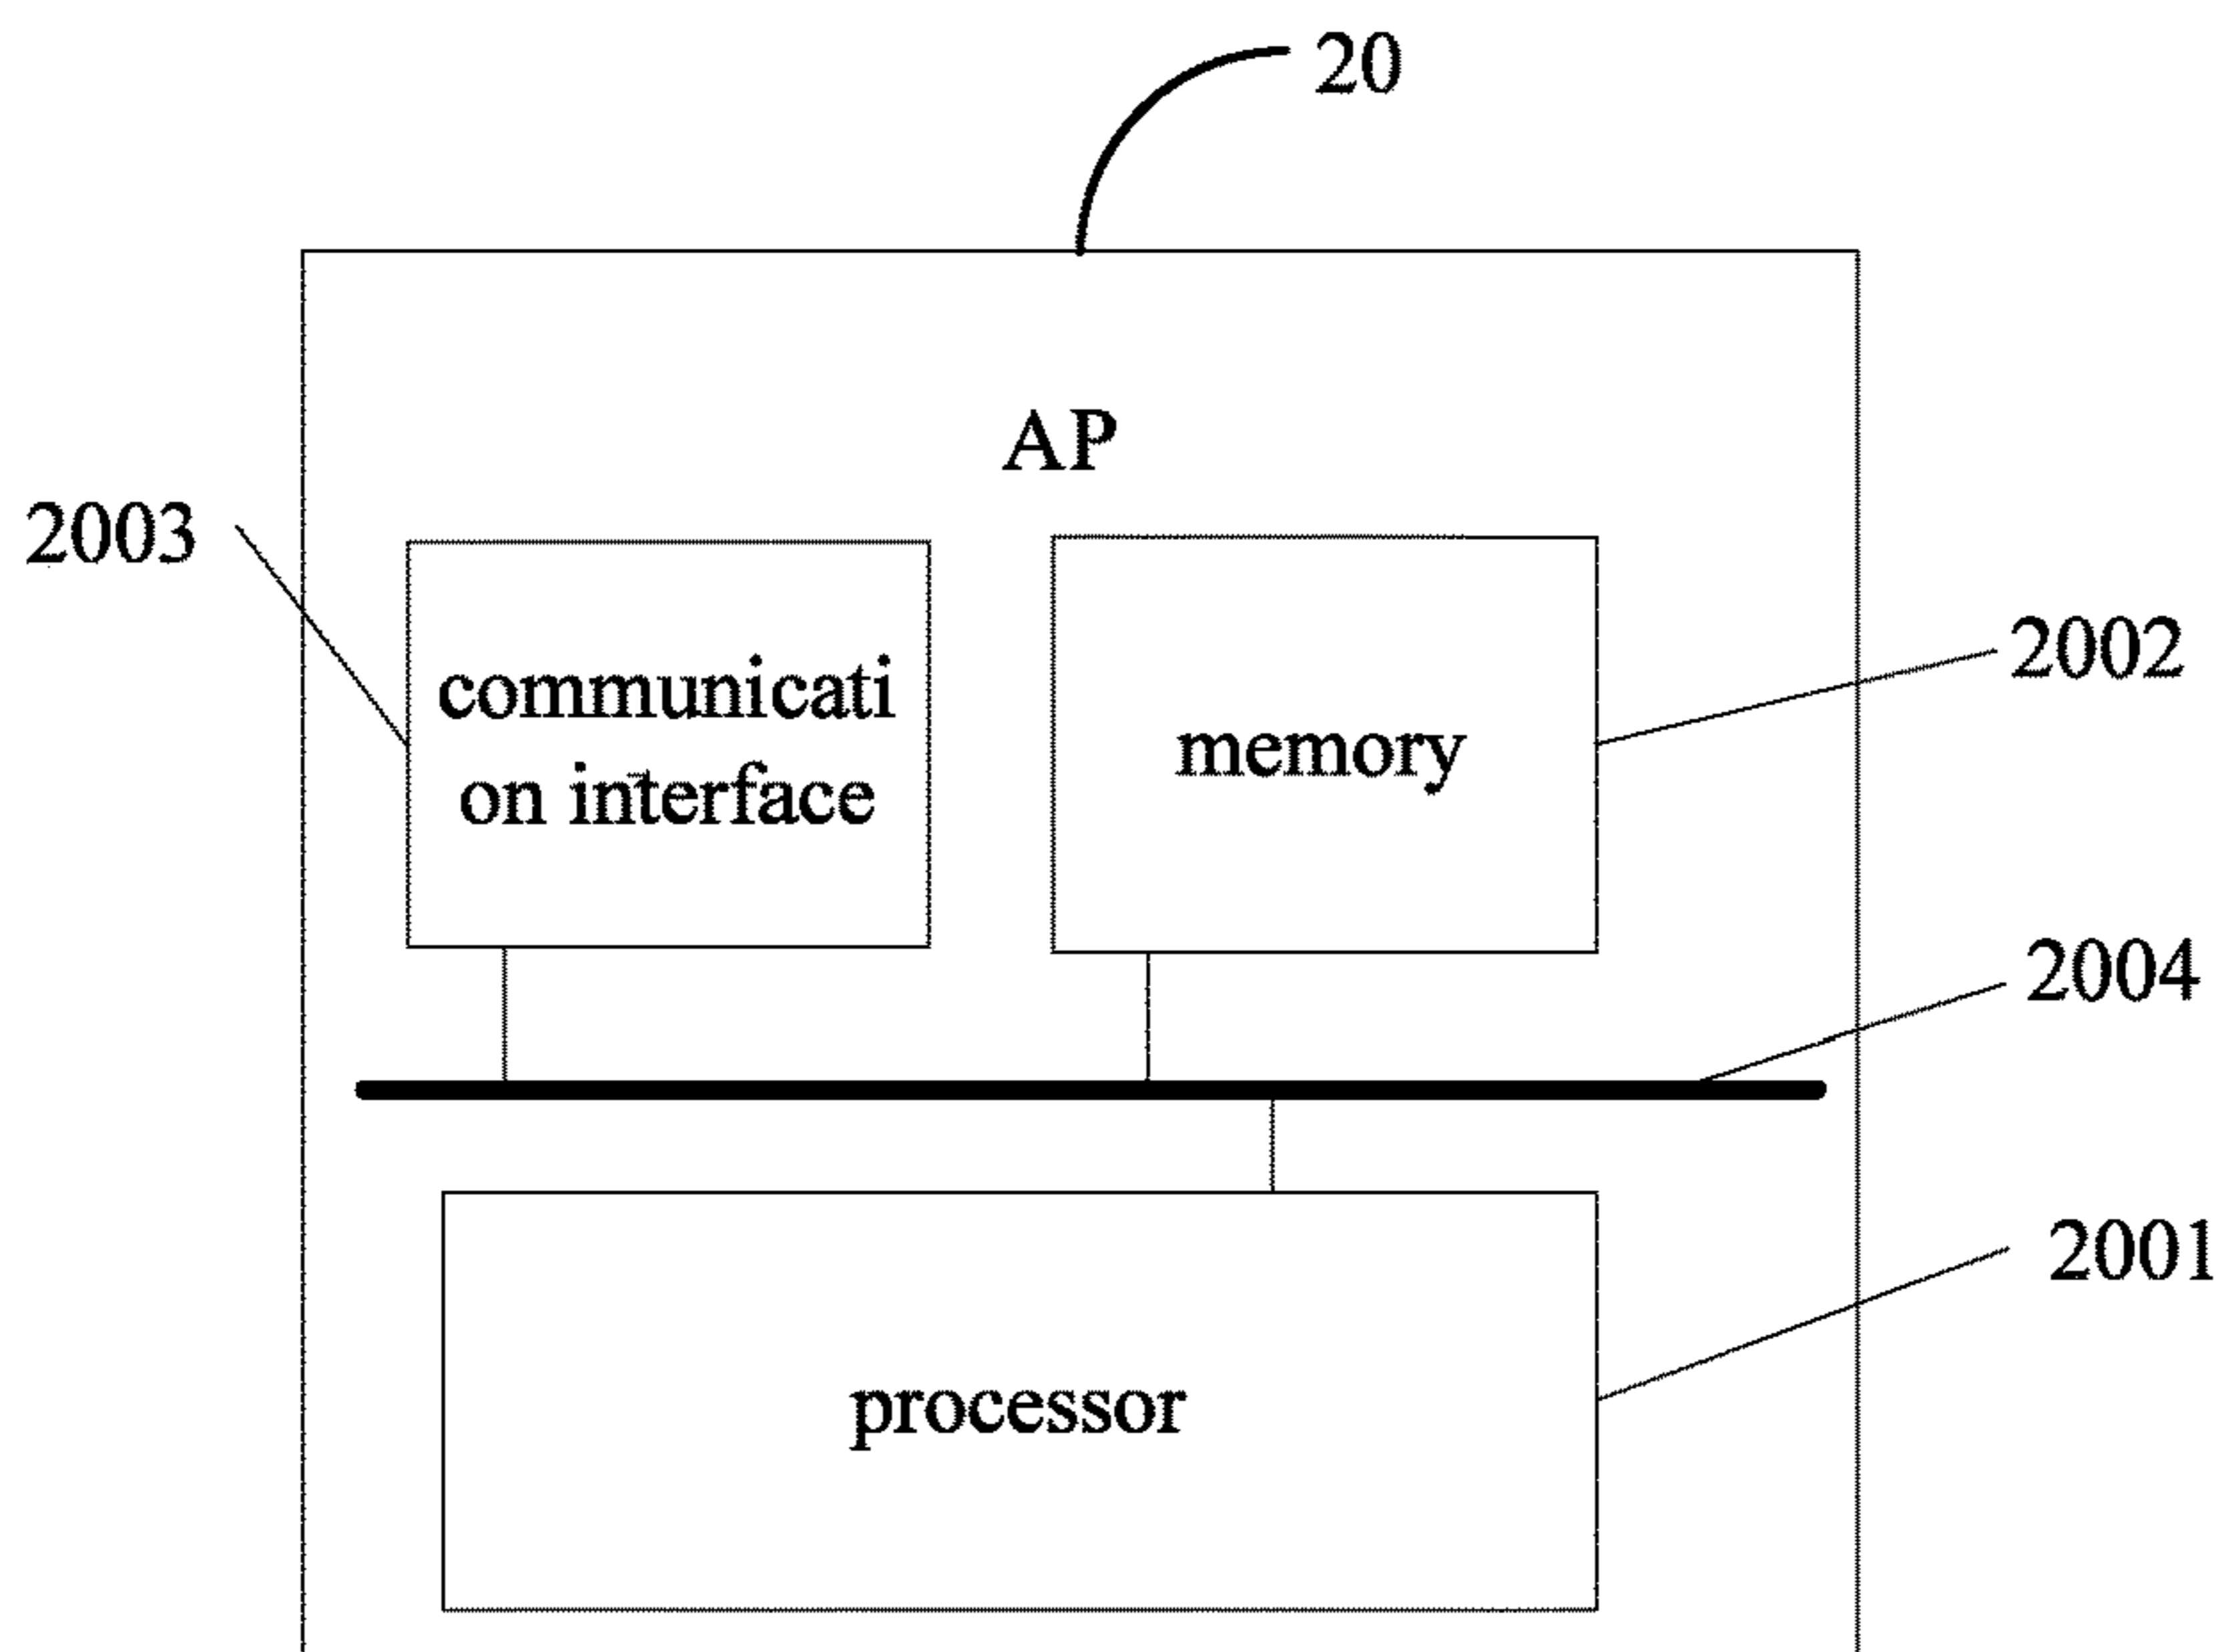 20
AP
2003
communicati
on interface
memory
2002
2004
2001
processor